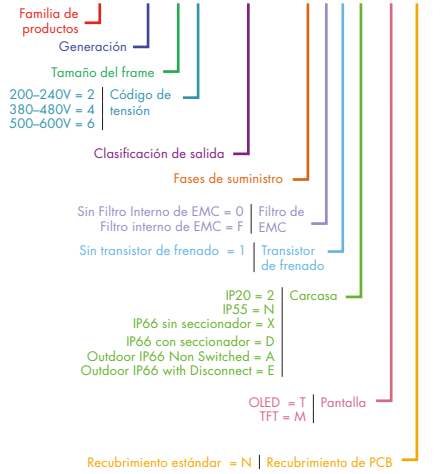 Familia de
productos
Generación
Tamaño del frame
200–240V = 2
380–480V = 4
500–600V = 6
Código de
tensión
Clasificación de salida
Fases de suministro
Sin Filtro Interno de EMC = 0
Filtro interno de EMC = F
Filtro de
EMC
Sin transistor de frenado = 1
Transistor
de frenado
IP20 = 2
IP55 = N
IP66 sin seccionador = X
IP66 con seccionador = D
Outdoor IP66 Non Switched = A
Outdoor IP66 with Disconnect = E
Carcasa
OLED = T
TFT = M
Pantalla
Recubrimiento estándar = N
Recubrimiento de PCB